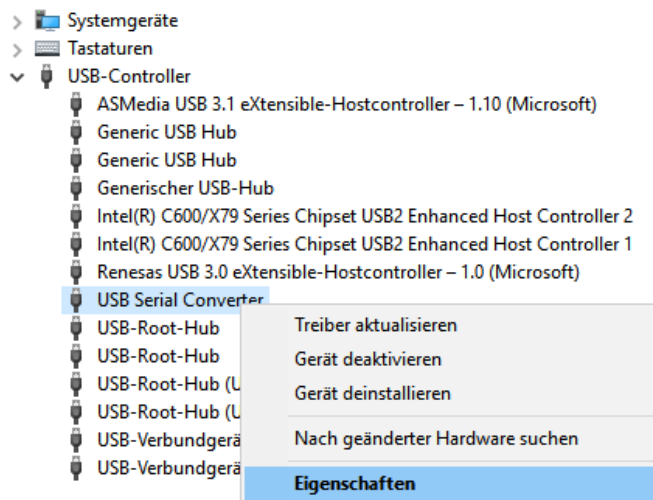 Systemgeräte
Tastaturen
USB-Controller
ASMedia USB 3.1 eXtensible-Hostcontroller – 1.10 (Microsoft)
Generic USB Hub
Generic USB Hub
Generischer USB-Hub
Intel(R) C600/X79 Series Chipset USB2 Enhanced Host Controller 2
Intel(R) C600/X79 Series Chipset USB2 Enhanced Host Controller 1
Renesas USB 3.0 eXtensible-Hostcontroller – 1.0 (Microsoft)
USB Serial Converter
USB-Root-Hub
USB-Root-Hub
USB-Root-Hub (U
USB-Root-Hub (U
USB-Verbundgerä
USB-Verbundgerä
Treiber aktualisieren
Gerät deaktivieren
Gerät deinstallieren
Nach geänderter Hardware suchen
Eigenschaften